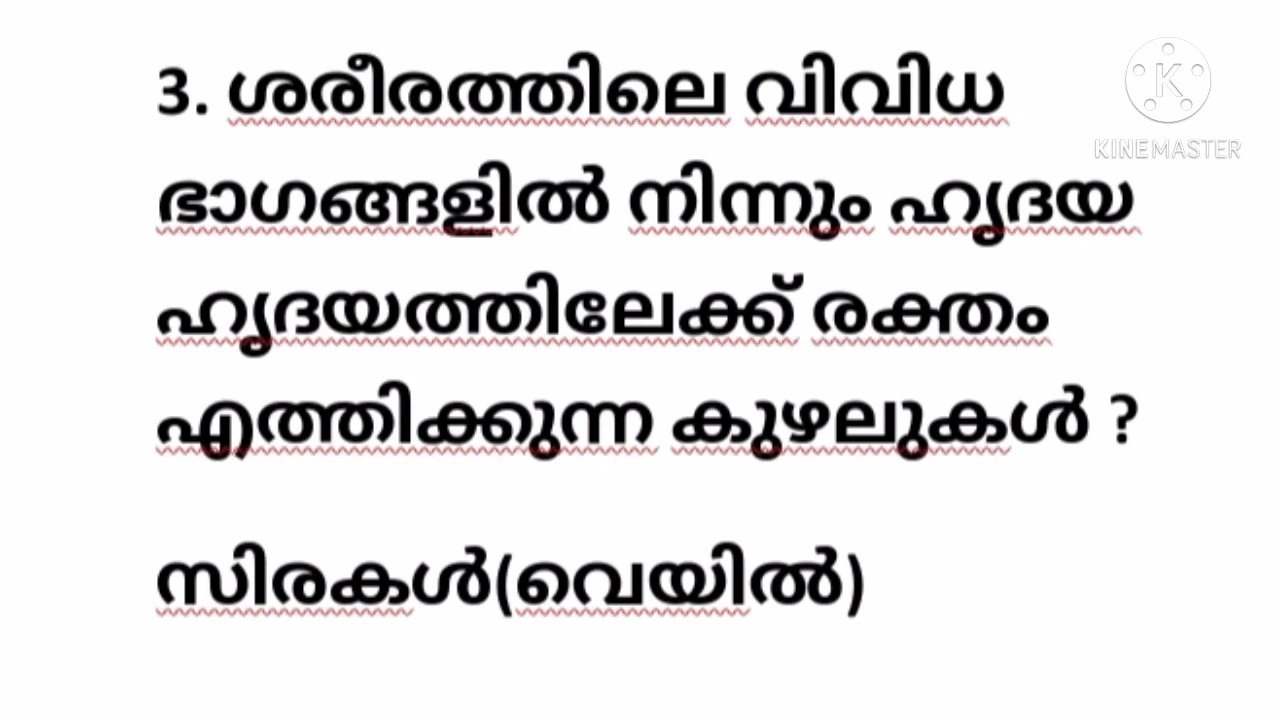 3. ശരീരത്തിലെ വിവിധ
ഭാഗങ്ങളിൽ നിന്നും ഹൃദയ
ഹൃദയത്തിലേക്ക് രക്തം
എത്തിക്കുന്ന കുഴലുകൾ ?
സിരകൾ(വെയിൽ)
K
KINEMASTER